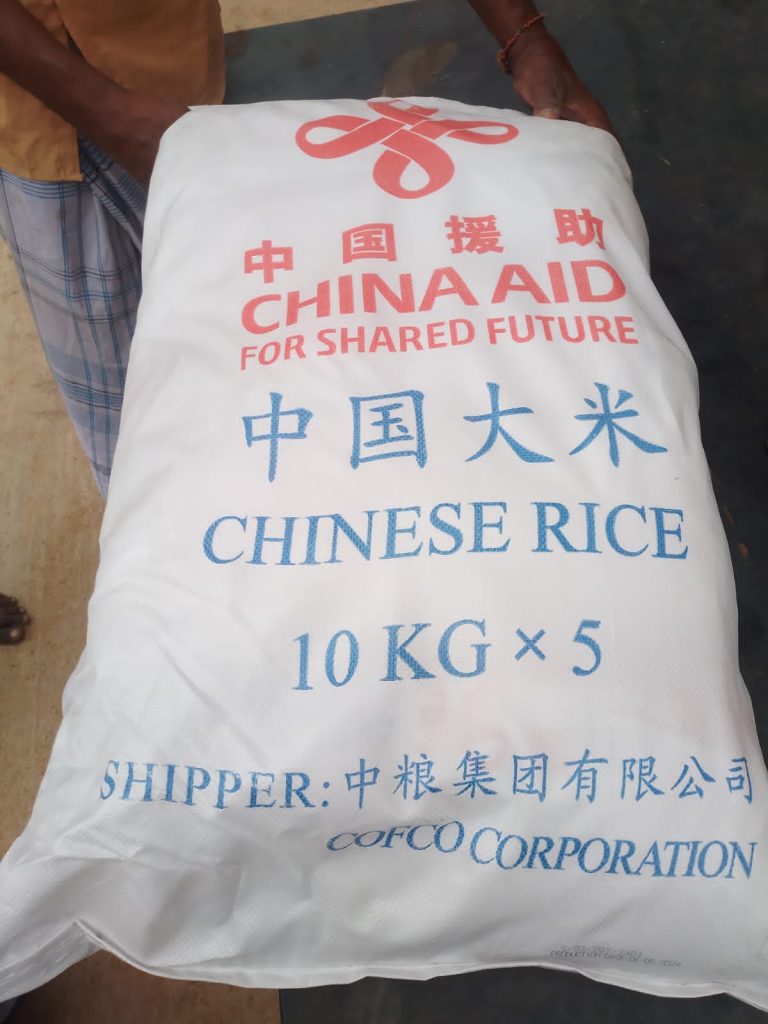 中国援助
CHINA AID
FOR SHARED FUTURE
中国大米
CHINESE RICE
10 KG × 5
SHIPPER: 中粮集团有限公司
COFCO CORPORATION
PRODUCTION